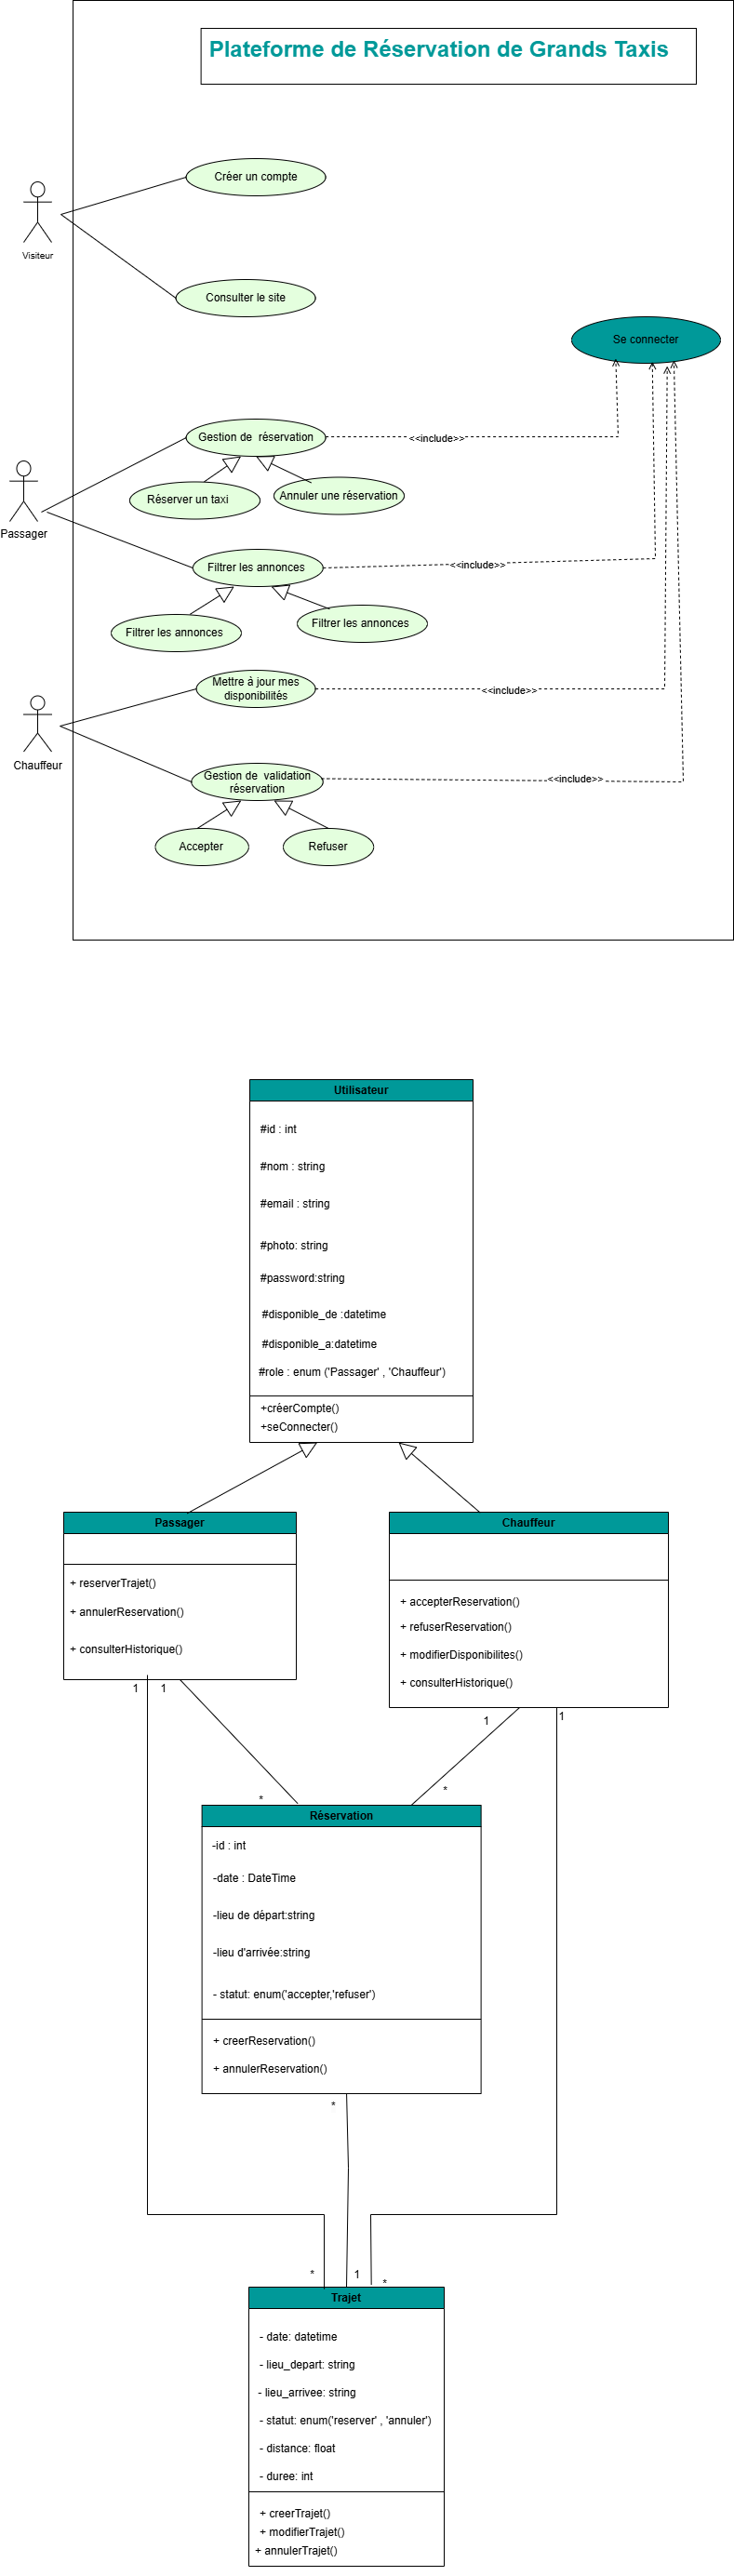 Plateforme de Réservation de Grands Taxis
Créer un compte
Visiteur
Consulter le site
Se connecter
Gestion de réservation
<<include>>
Réserver un taxi
Annuler une réservation
Passager
Filtrer les annonces
<<include>>
Filtrer les annonces
Filtrer les annonces
Mettre à jour mes
disponibilités
<<include>>
Chauffeur
Gestion de validation
réservation
<<include>>
Accepter
Refuser
Utilisateur
#id : int
#nom : string
#email : string
#photo: string
#password:string
#disponible_de :datetime
#disponible_a:datetime
#role : enum ('Passager' , 'Chauffeur')
+créerCompte()
+seConnecter()
Passager
+ reserverTrajet()
+ annulerReservation()
+ consulterHistorique()
Chauffeur
+ accepterReservation()
+ refuserReservation()
+ modifierDisponibilites()
+ consulterHistorique()
1
1
1
1
*
*
Réservation
-id : int
-date : DateTime
-lieu de départ:string
-lieu d'arrivée:string
- statut: enum('accepter,'refuser')
+ creerReservation()
+ annulerReservation()
*
*
1
*
Trajet
- date: datetime
- lieu_depart: string
- lieu_arrivee: string
- statut: enum('reserver' , 'annuler')
- distance: float
- duree: int
+ creerTrajet()
+ modifierTrajet()
+ annulerTrajet()